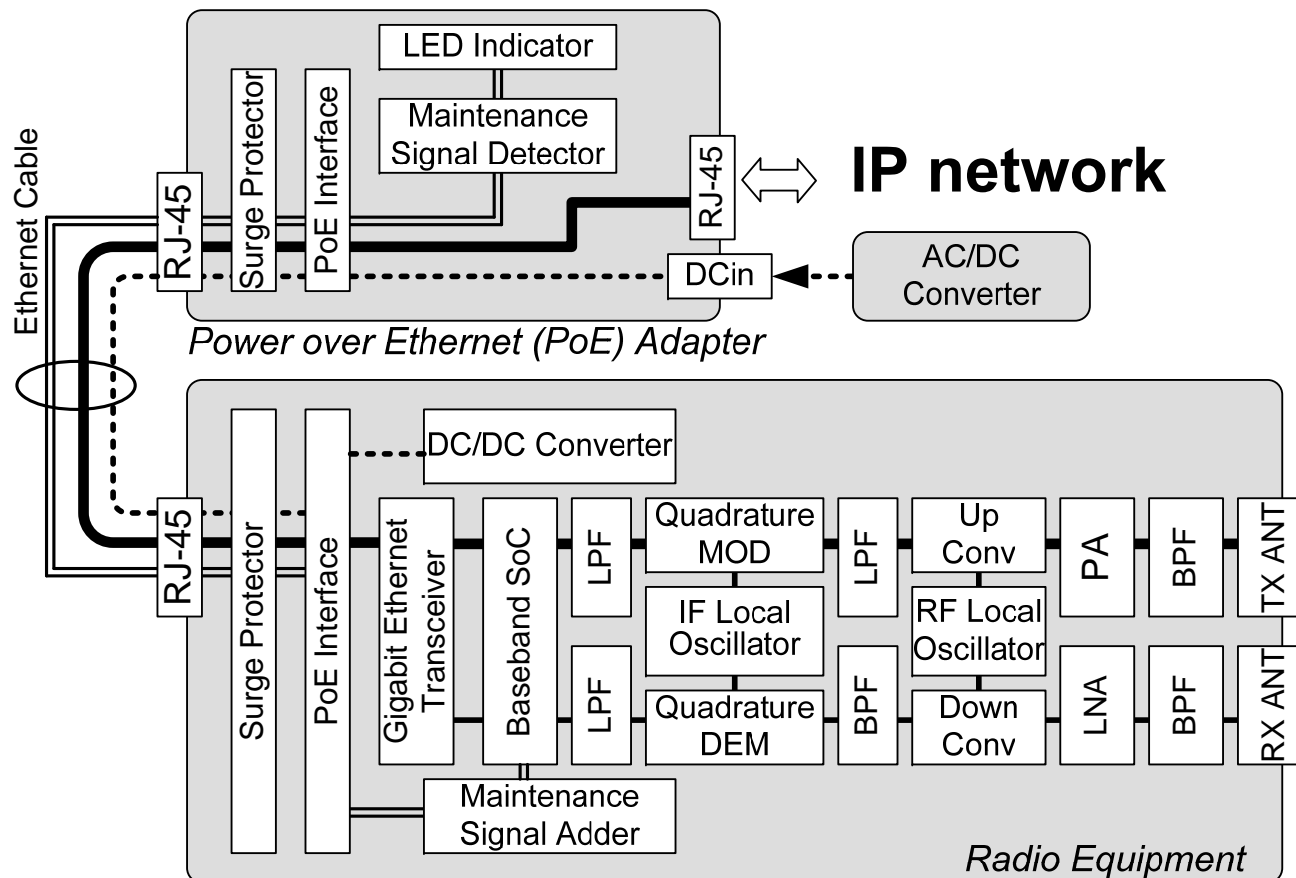 LED Indicator
Maintenance
Signal Detector
Surge Protector
PoE Interface
RJ-45
RJ-45
IP network
Ethernet Cable
DCin
AC/DC
Converter
Power over Ethernet (PoE) Adapter
DC/DC Converter
RJ-45
Surge Protector
PoE Interface
Gigabit Ethernet
Transceiver
Baseband SoC
LPF
Quadrature
MOD
LPF
Up
Conv
PA
BPF
TX ANT
IF Local
Oscillator
RF Local
Oscillator
LPF
Quadrature
DEM
BPF
Down
Conv
LNA
BPF
RX ANT
Maintenance
Signal Adder
Radio Equipment